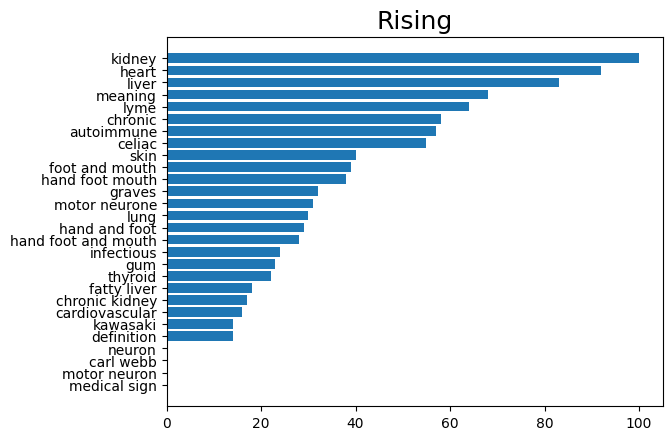 Rising
kidney
heart
liver
meaning
lyme
chronic
autoimmune
celiac
skin
foot and mouth
hand foot mouth
graves
motor neurone
lung
hand and foot
hand foot and mouth
infectious
gum
thyroid
fatty liver
chronic kidney
cardiovascular
kawasaki
definition
neuron
carl webb
motor neuron
medical sign
0 20 40 60 80 100